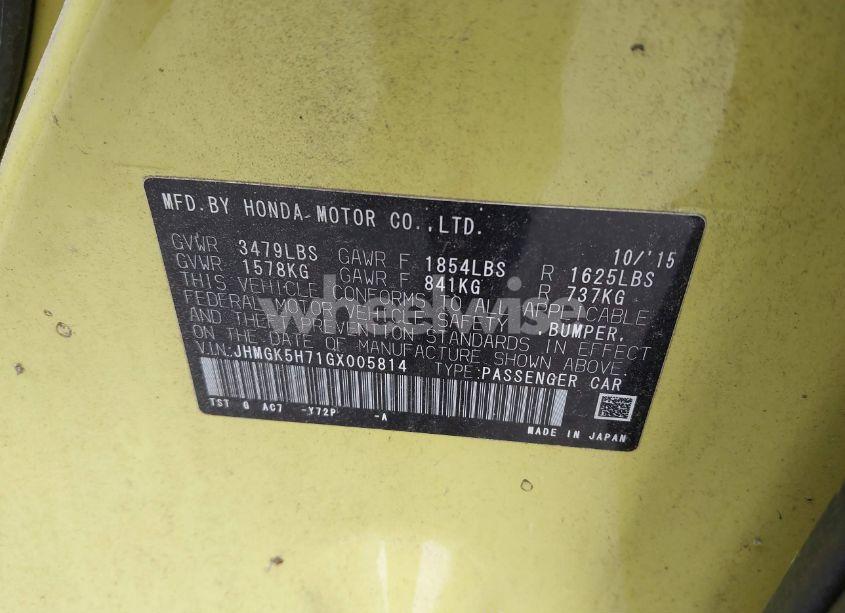 MFD.BY HONDA MOTOR CO.,LTD.
10/'15
GVWR 3479LBS GAWR F 1854LBS R 1625LBS
GVWR 1578KG GAWR F 841KG R 737KG
THIS VEHICLE CONFORMS TO ALL APPLICABLE
FEDERAL MOTOR VEHICLE SAFETY, BUMPER,
AND THEFT PREVENTION STANDARDS IN EFFECT
ON THE DATE OF MANUFACTURE SHOWN ABOVE.
V.I.N:JHMGK5H71GX005814 TYPE:PASSENGER CAR
TST G AC7 -Y72P -A
MADE IN JAPAN
wheelwise